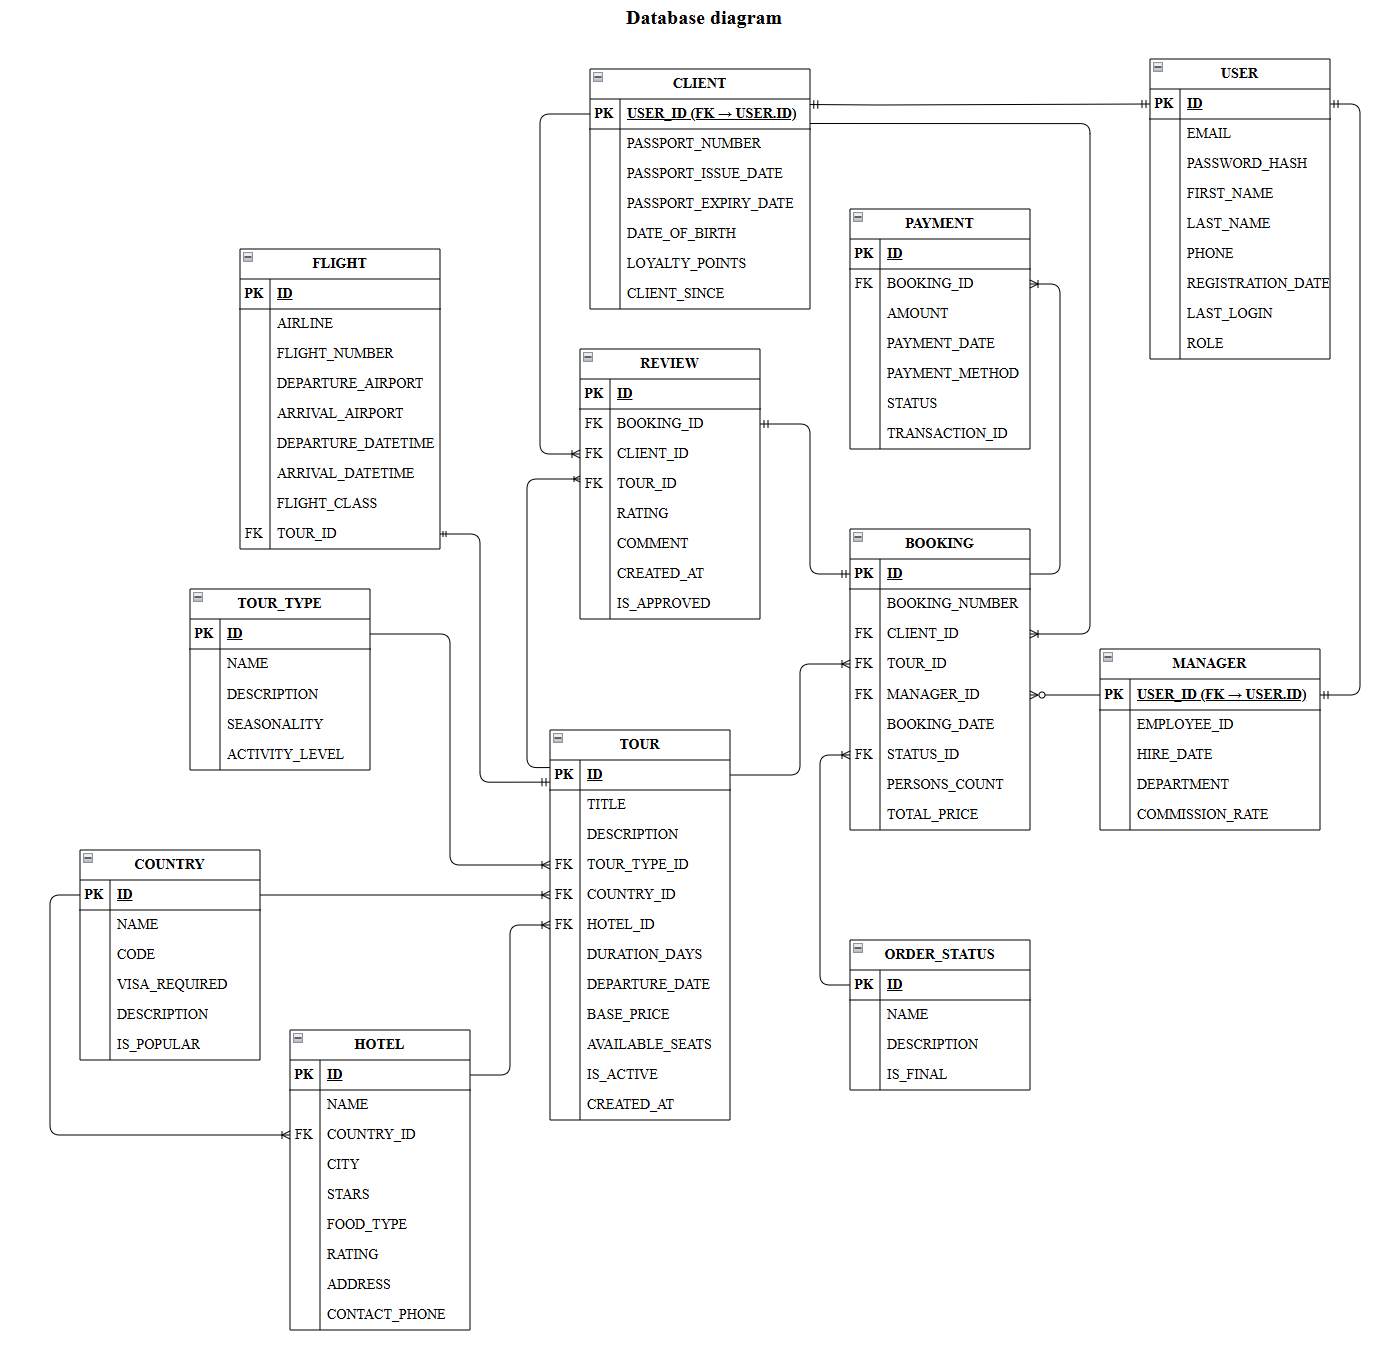 Database diagram
CLIENT
PK USER_ID (FK → USER.ID)
PASSPORT_NUMBER
PASSPORT_ISSUE_DATE
PASSPORT_EXPIRY_DATE
DATE_OF_BIRTH
LOYALTY_POINTS
CLIENT_SINCE
USER
PK ID
EMAIL
PASSWORD_HASH
FIRST_NAME
LAST_NAME
PHONE
REGISTRATION_DATE
LAST_LOGIN
ROLE
PAYMENT
PK ID
FK BOOKING_ID
AMOUNT
PAYMENT_DATE
PAYMENT_METHOD
STATUS
TRANSACTION_ID
FLIGHT
PK ID
AIRLINE
FLIGHT_NUMBER
DEPARTURE_AIRPORT
ARRIVAL_AIRPORT
DEPARTURE_DATETIME
ARRIVAL_DATETIME
FLIGHT_CLASS
FK TOUR_ID
REVIEW
PK ID
FK BOOKING_ID
FK CLIENT_ID
FK TOUR_ID
RATING
COMMENT
CREATED_AT
IS_APPROVED
BOOKING
PK ID
BOOKING_NUMBER
FK CLIENT_ID
FK TOUR_ID
FK MANAGER_ID
BOOKING_DATE
FK STATUS_ID
PERSONS_COUNT
TOTAL_PRICE
TOUR_TYPE
PK ID
NAME
DESCRIPTION
SEASONALITY
ACTIVITY_LEVEL
MANAGER
PK USER_ID (FK → USER.ID)
EMPLOYEE_ID
HIRE_DATE
DEPARTMENT
COMMISSION_RATE
TOUR
PK ID
TITLE
DESCRIPTION
FK TOUR_TYPE_ID
FK COUNTRY_ID
FK HOTEL_ID
DURATION_DAYS
DEPARTURE_DATE
BASE_PRICE
AVAILABLE_SEATS
IS_ACTIVE
CREATED_AT
COUNTRY
PK ID
NAME
CODE
VISA_REQUIRED
DESCRIPTION
IS_POPULAR
ORDER_STATUS
PK ID
NAME
DESCRIPTION
IS_FINAL
HOTEL
PK ID
NAME
FK COUNTRY_ID
CITY
STARS
FOOD_TYPE
RATING
ADDRESS
CONTACT_PHONE